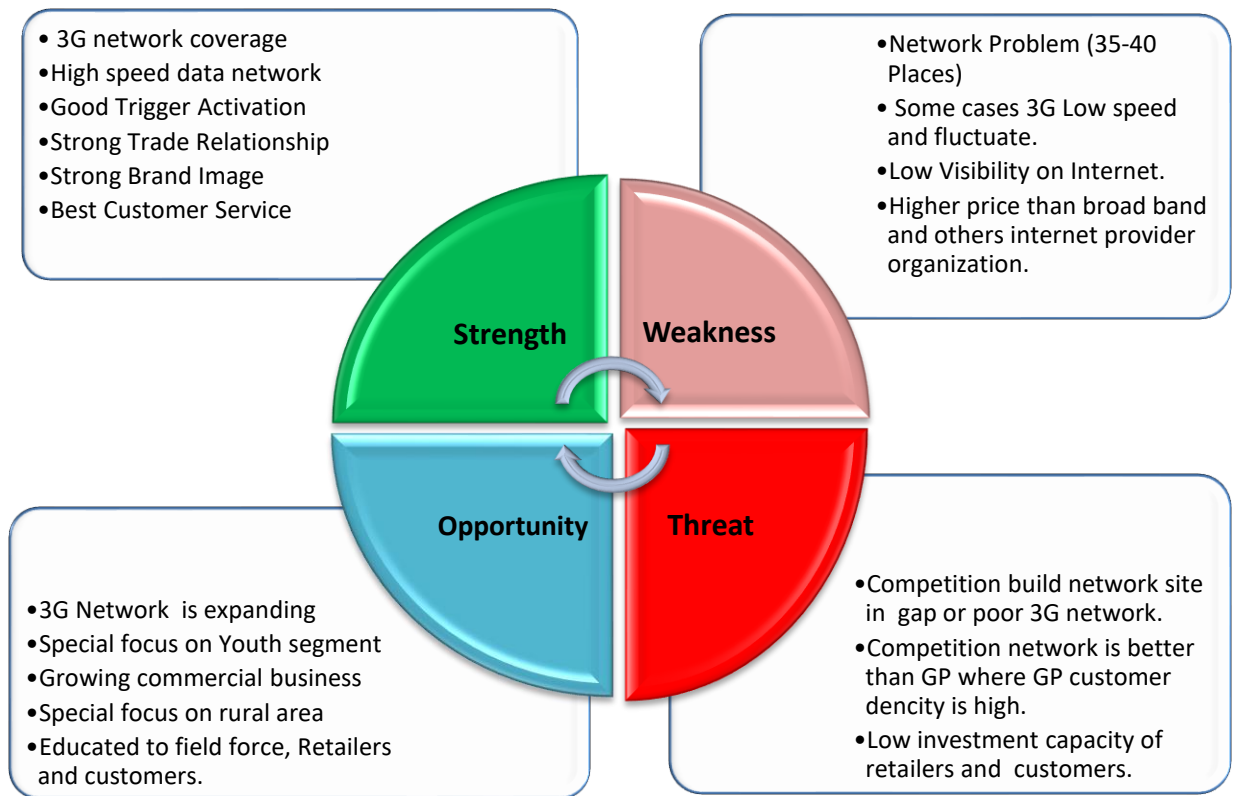 • 3G network coverage
•High speed data network
•Good Trigger Activation
•Strong Trade Relationship
•Strong Brand Image
•Best Customer Service
•Network Problem (35-40
Places)
• Some cases 3G Low speed
and fluctuate.
•Low Visibility on Internet.
•Higher price than broad band
and others internet provider
organization.
Strength
Weakness
Opportunity
Threat
•3G Network is expanding
•Special focus on Youth segment
•Growing commercial business
•Special focus on rural area
•Educated to field force, Retailers
and customers.
•Competition build network site
in gap or poor 3G network.
•Competition network is better
than GP where GP customer
dencity is high.
•Low investment capacity of
retailers and customers.